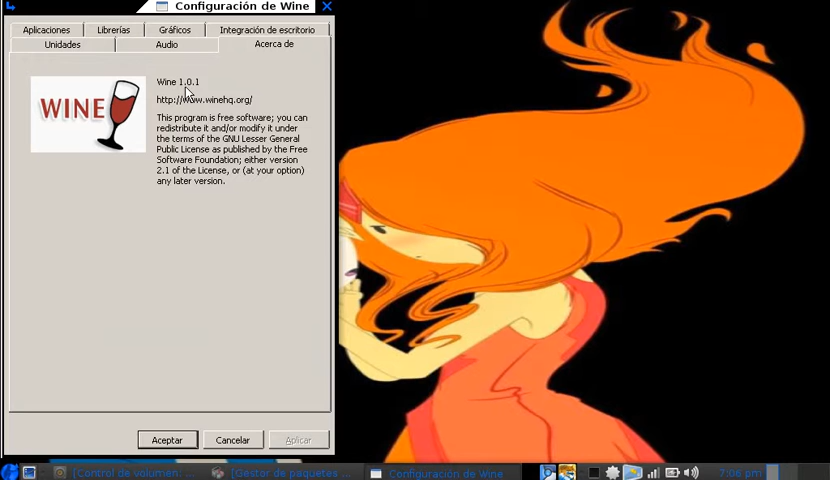 Configuración de Wine
Aplicaciones
Librerías
Gráficos
Integración de escritorio
Unidades
Audio
Acerca de
WINE
Wine 1.0.1
http://www.winehq.org/
This program is free software; you can
redistribute it and/or modify it under
the terms of the GNU Lesser General
Public License as published by the Free
Software Foundation; either version
2.1 of the License, or (at your option)
any later version.
Aceptar
Cancelar
Aplicar
[Control de volumen: ...
[Gestor de paquetes ...
Configuración de Wine
7:06 pm